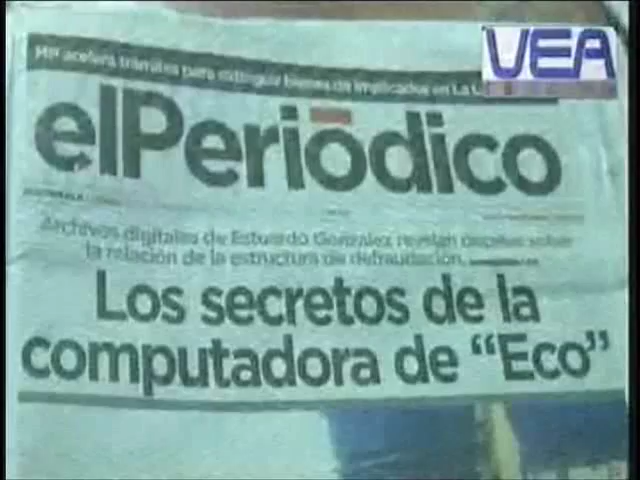 VEA
MP acelera trámites para extinguir bienes de implicados en La L
elPeriódico
Archivos digitales de Estuardo González revelan detalles sobre
la relación de la estructura de defraudación.
Los secretos de la
computadora de “Eco”